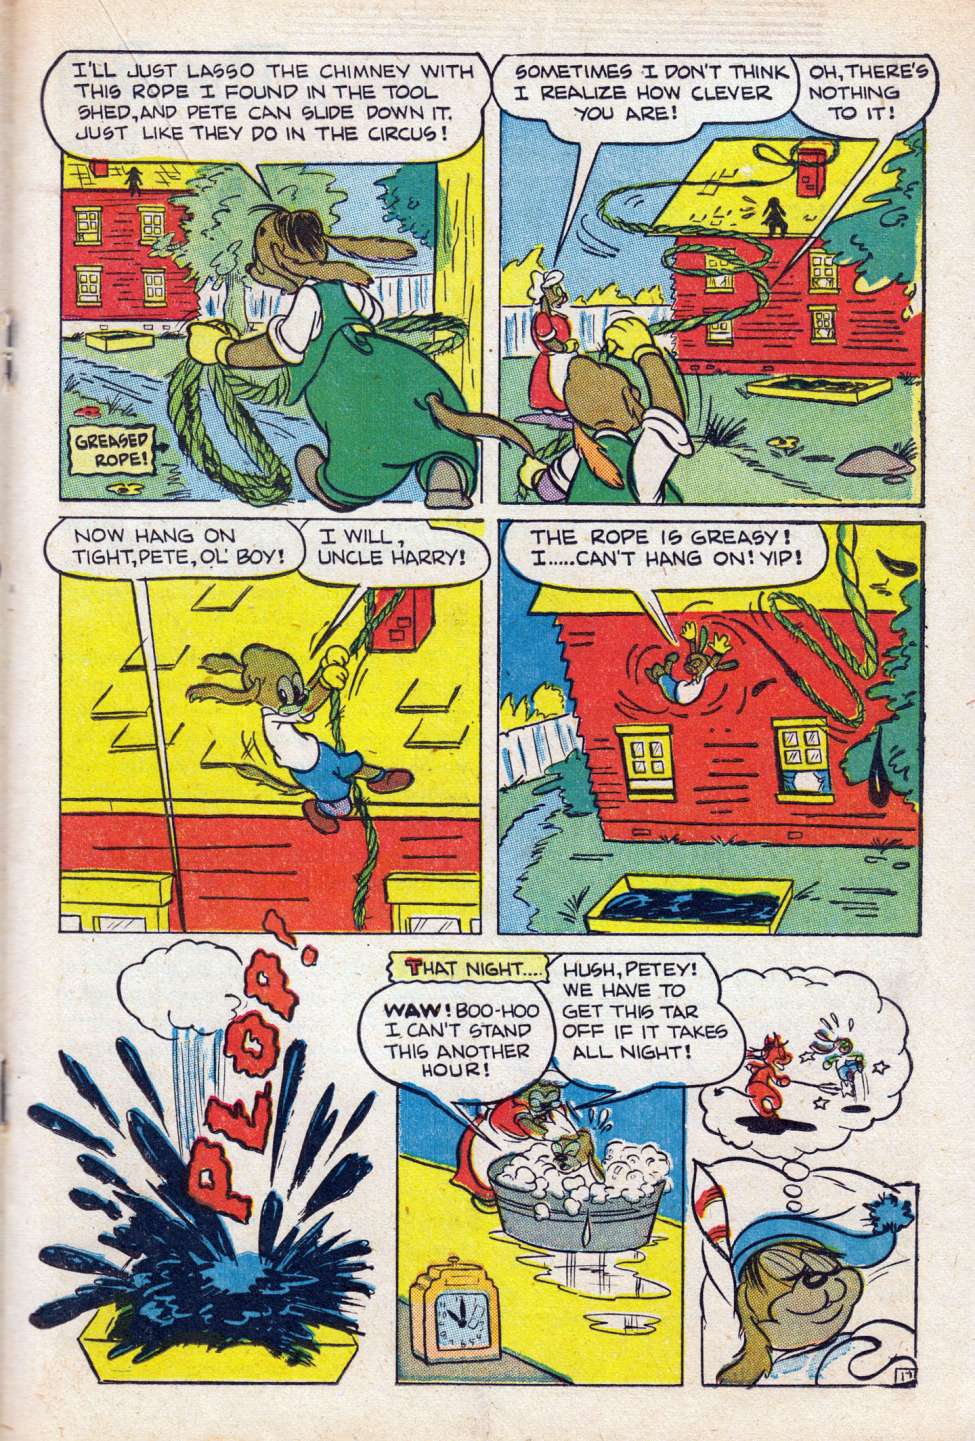 I'LL JUST LASSO THE CHIMNEY WITH
THIS ROPE I FOUND IN THE TOOL
SHED, AND PETE CAN SLIDE DOWN IT.
JUST LIKE THEY DO IN THE CIRCUS!
GREASED
ROPE!
SOMETIMES I DON'T THINK
I REALIZE HOW CLEVER
YOU ARE!
OH, THERE'S
NOTHING
TO IT!
NOW HANG ON
TIGHT, PETE, OL' BOY!
I WILL,
UNCLE HARRY!
THE ROPE IS GREASY!
I.....CAN'T HANG ON! YIP!
PLOP!
THAT NIGHT....
WAW! BOO-HOO
I CAN'T STAND
THIS ANOTHER
HOUR!
HUSH, PETEY!
WE HAVE TO
GET THIS TAR
OFF IF IT TAKES
ALL NIGHT!
17